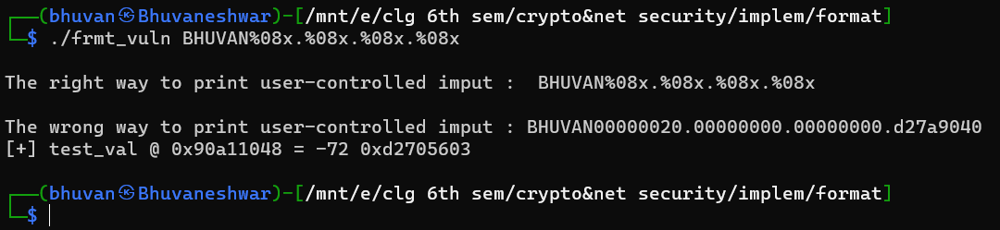 ┌──(bhuvan㉿Bhuvaneshwar)-[/mnt/e/clg 6th sem/crypto&net security/implem/format]
└─$ ./frmt_vuln BHUVAN%08x.%08x.%08x.%08x
The right way to print user-controlled imput :  BHUVAN%08x.%08x.%08x.%08x
The wrong way to print user-controlled imput : BHUVAN00000020.00000000.00000000.d27a9040
[+] test_val @ 0x90a11048 = -72 0xd2705603
┌──(bhuvan㉿Bhuvaneshwar)-[/mnt/e/clg 6th sem/crypto&net security/implem/format]
└─$